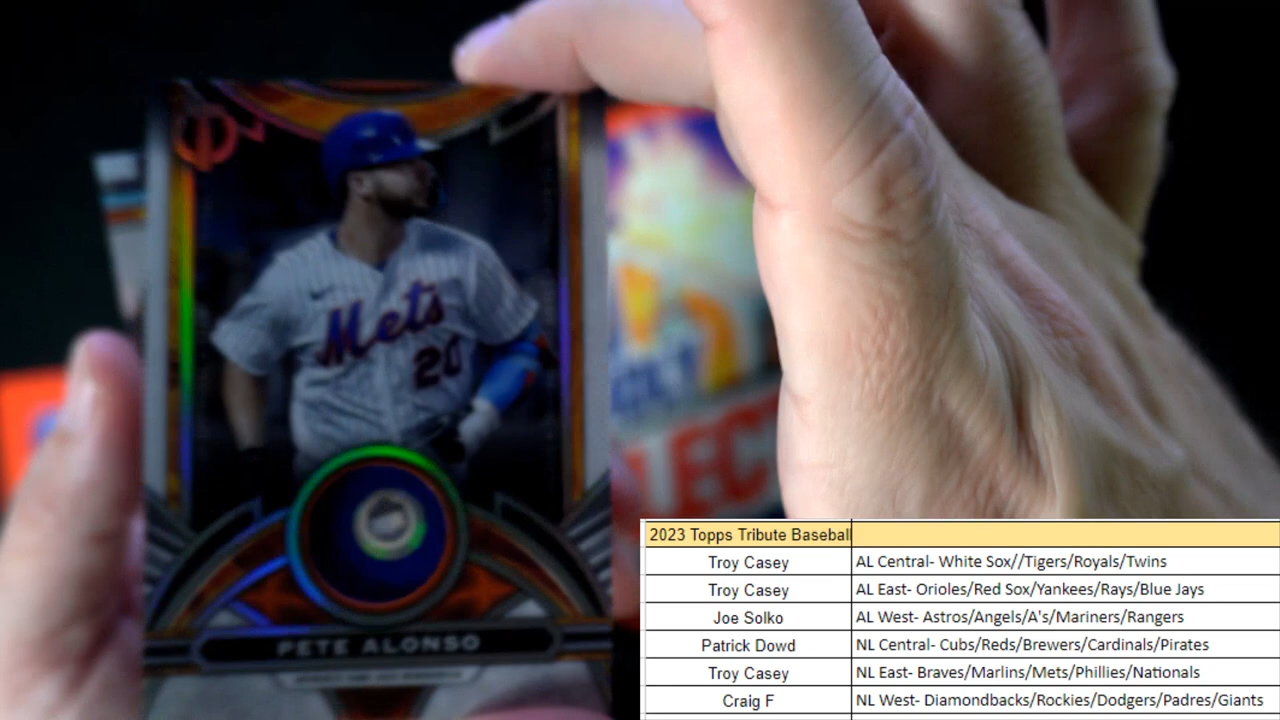 Mets
20
PETE ALONSO
LECT
2023 Topps Tribute Baseball
Troy Casey AL Central- White Sox//Tigers/Royals/Twins
Troy Casey AL East- Orioles/Red Sox/Yankees/Rays/Blue Jays
Joe Solko AL West- Astros/Angels/A's/Mariners/Rangers
Patrick Dowd NL Central- Cubs/Reds/Brewers/Cardinals/Pirates
Troy Casey NL East- Braves/Marlins/Mets/Phillies/Nationals
Craig F NL West- Diamondbacks/Rockies/Dodgers/Padres/Giants